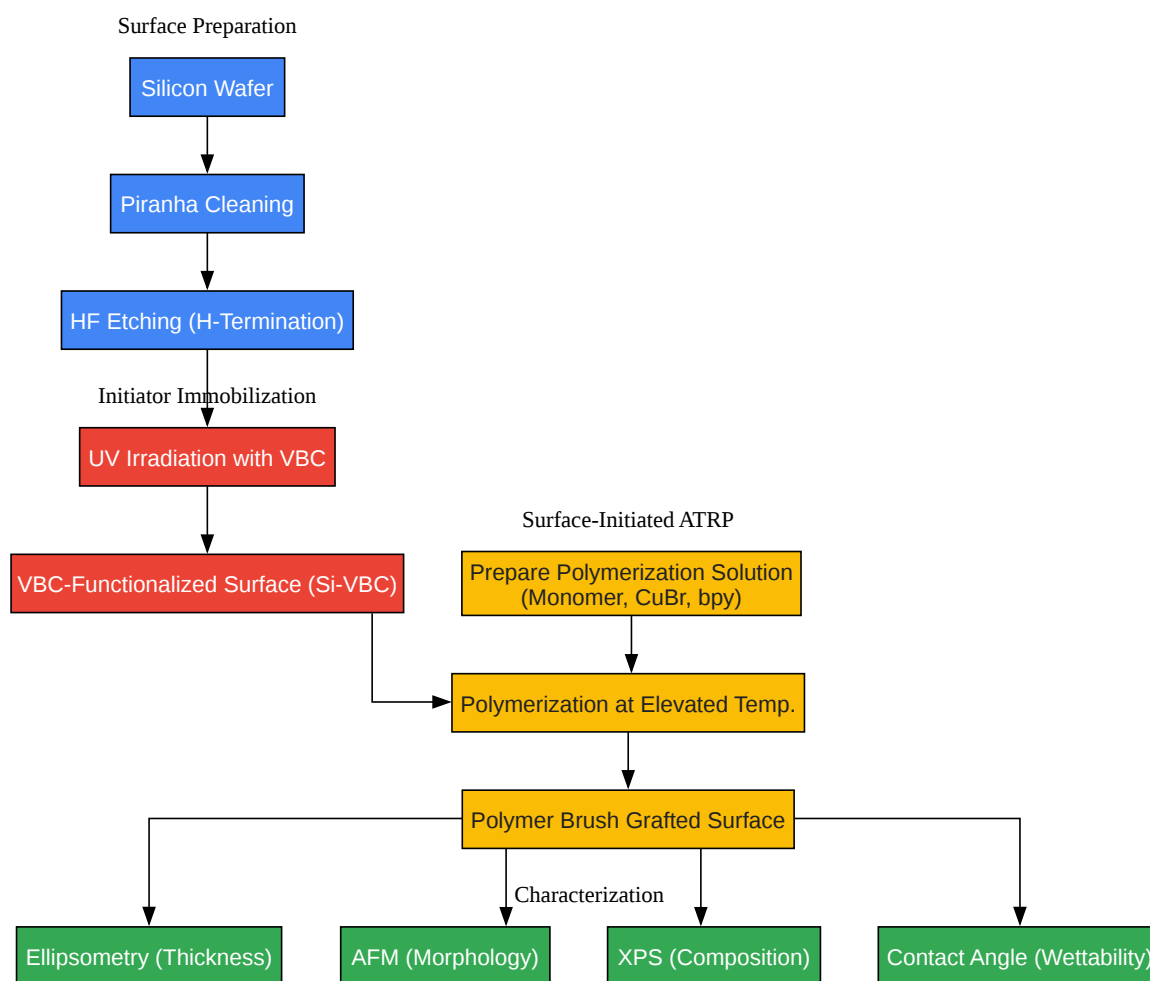 Surface Preparation
Silicon Wafer
Piranha Cleaning
HF Etching (H-Termination)
Initiator Immobilization
UV Irradiation with VBC
Surface-Initiated ATRP
VBC-Functionalized Surface (Si-VBC)
Prepare Polymerization Solution
(Monomer, CuBr, bpy)
Polymerization at Elevated Temp.
Polymer Brush Grafted Surface
Characterization
Ellipsometry (Thickness)
AFM (Morphology)
XPS (Composition)
Contact Angle (Wettability)